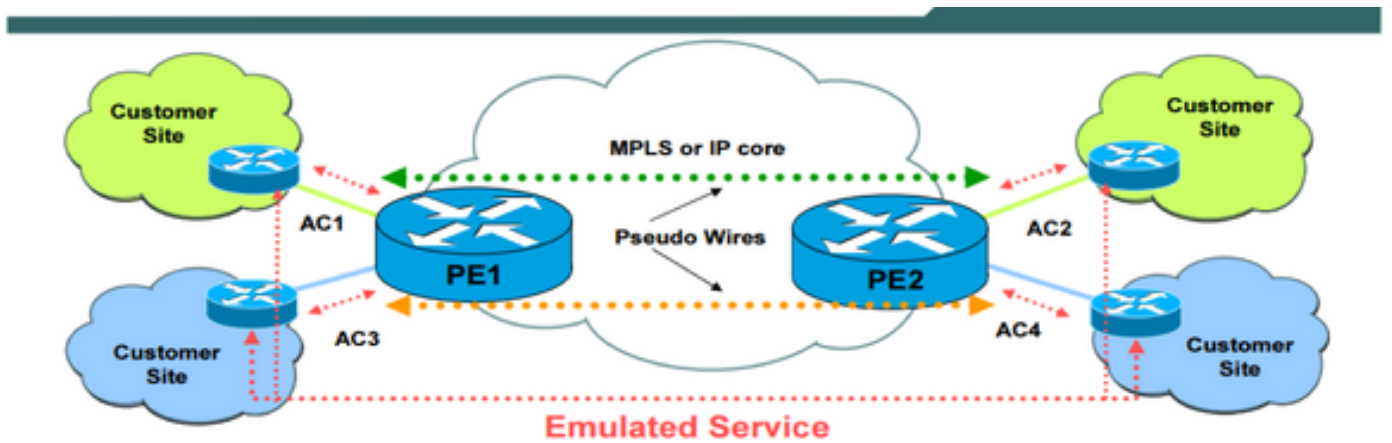 Customer
Site
Customer
Site
MPLS or IP core
AC1
AC2
Pseudo Wires
PE1
PE2
AC3
AC4
Customer
Site
Customer
Site
Emulated Service